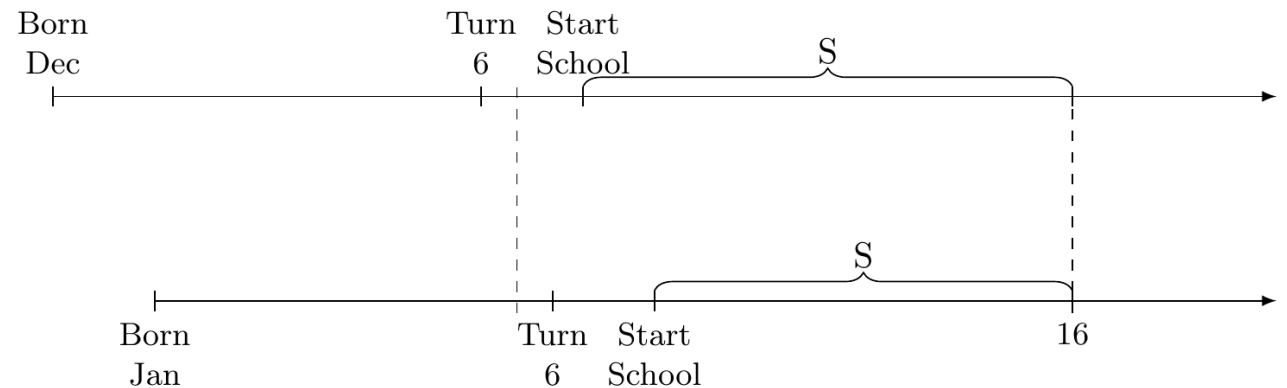 Born
Dec
Turn
6
Start
School
S
S
Born
Jan
Turn
6
Start
School
16